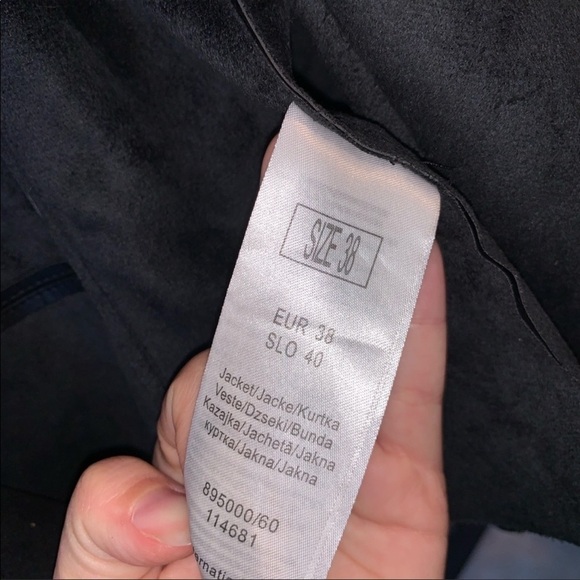 SIZE 38
EUR 38
SLO 40
Jacket/Jacke/Kurtka
Veste/Dzseki/Bunda
Kazajka/Jachetă/Jakna
куртка/Jakna/Jakna
895000/60
114681